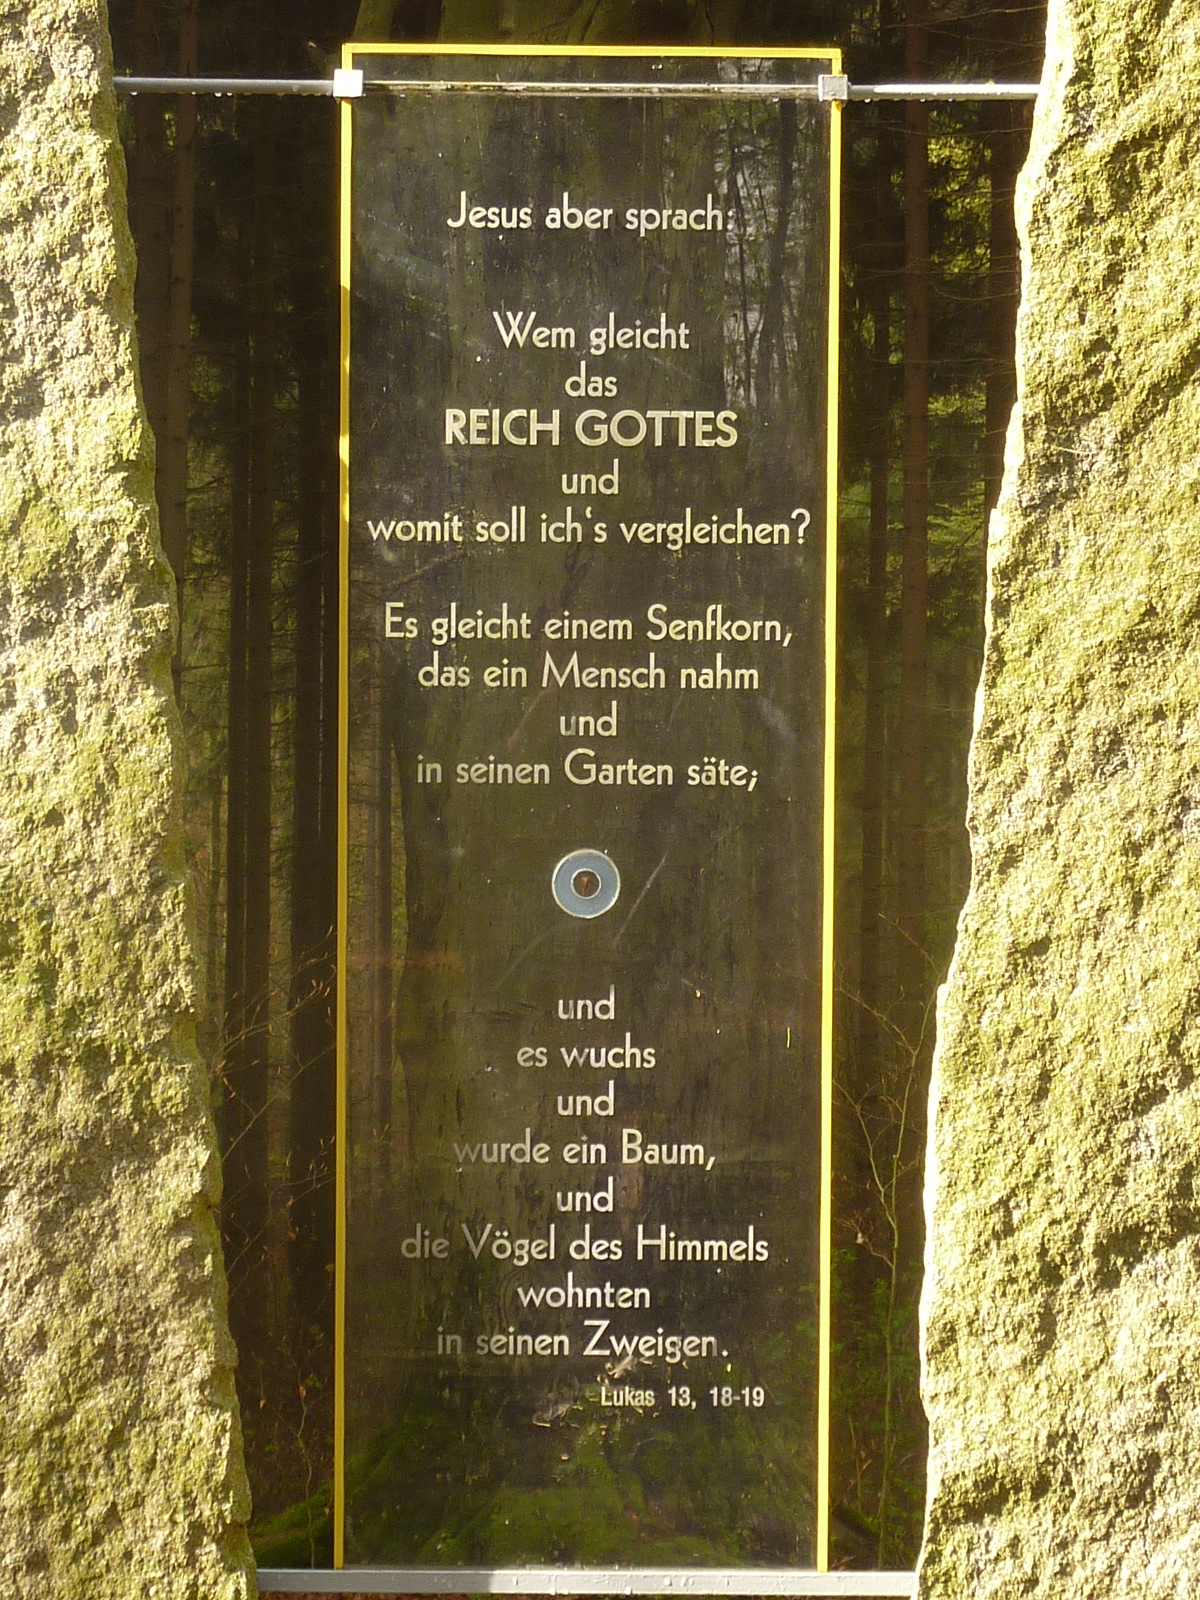 Jesus aber sprach:
Wem gleicht
das
REICH GOTTES
und
womit soll ich‘s vergleichen?
Es gleicht einem Senfkorn,
das ein Mensch nahm
und
in seinen Garten säte;
und
es wuchs
und
wurde ein Baum,
und
die Vögel des Himmels
wohnten
in seinen Zweigen.
Lukas 13, 18-19